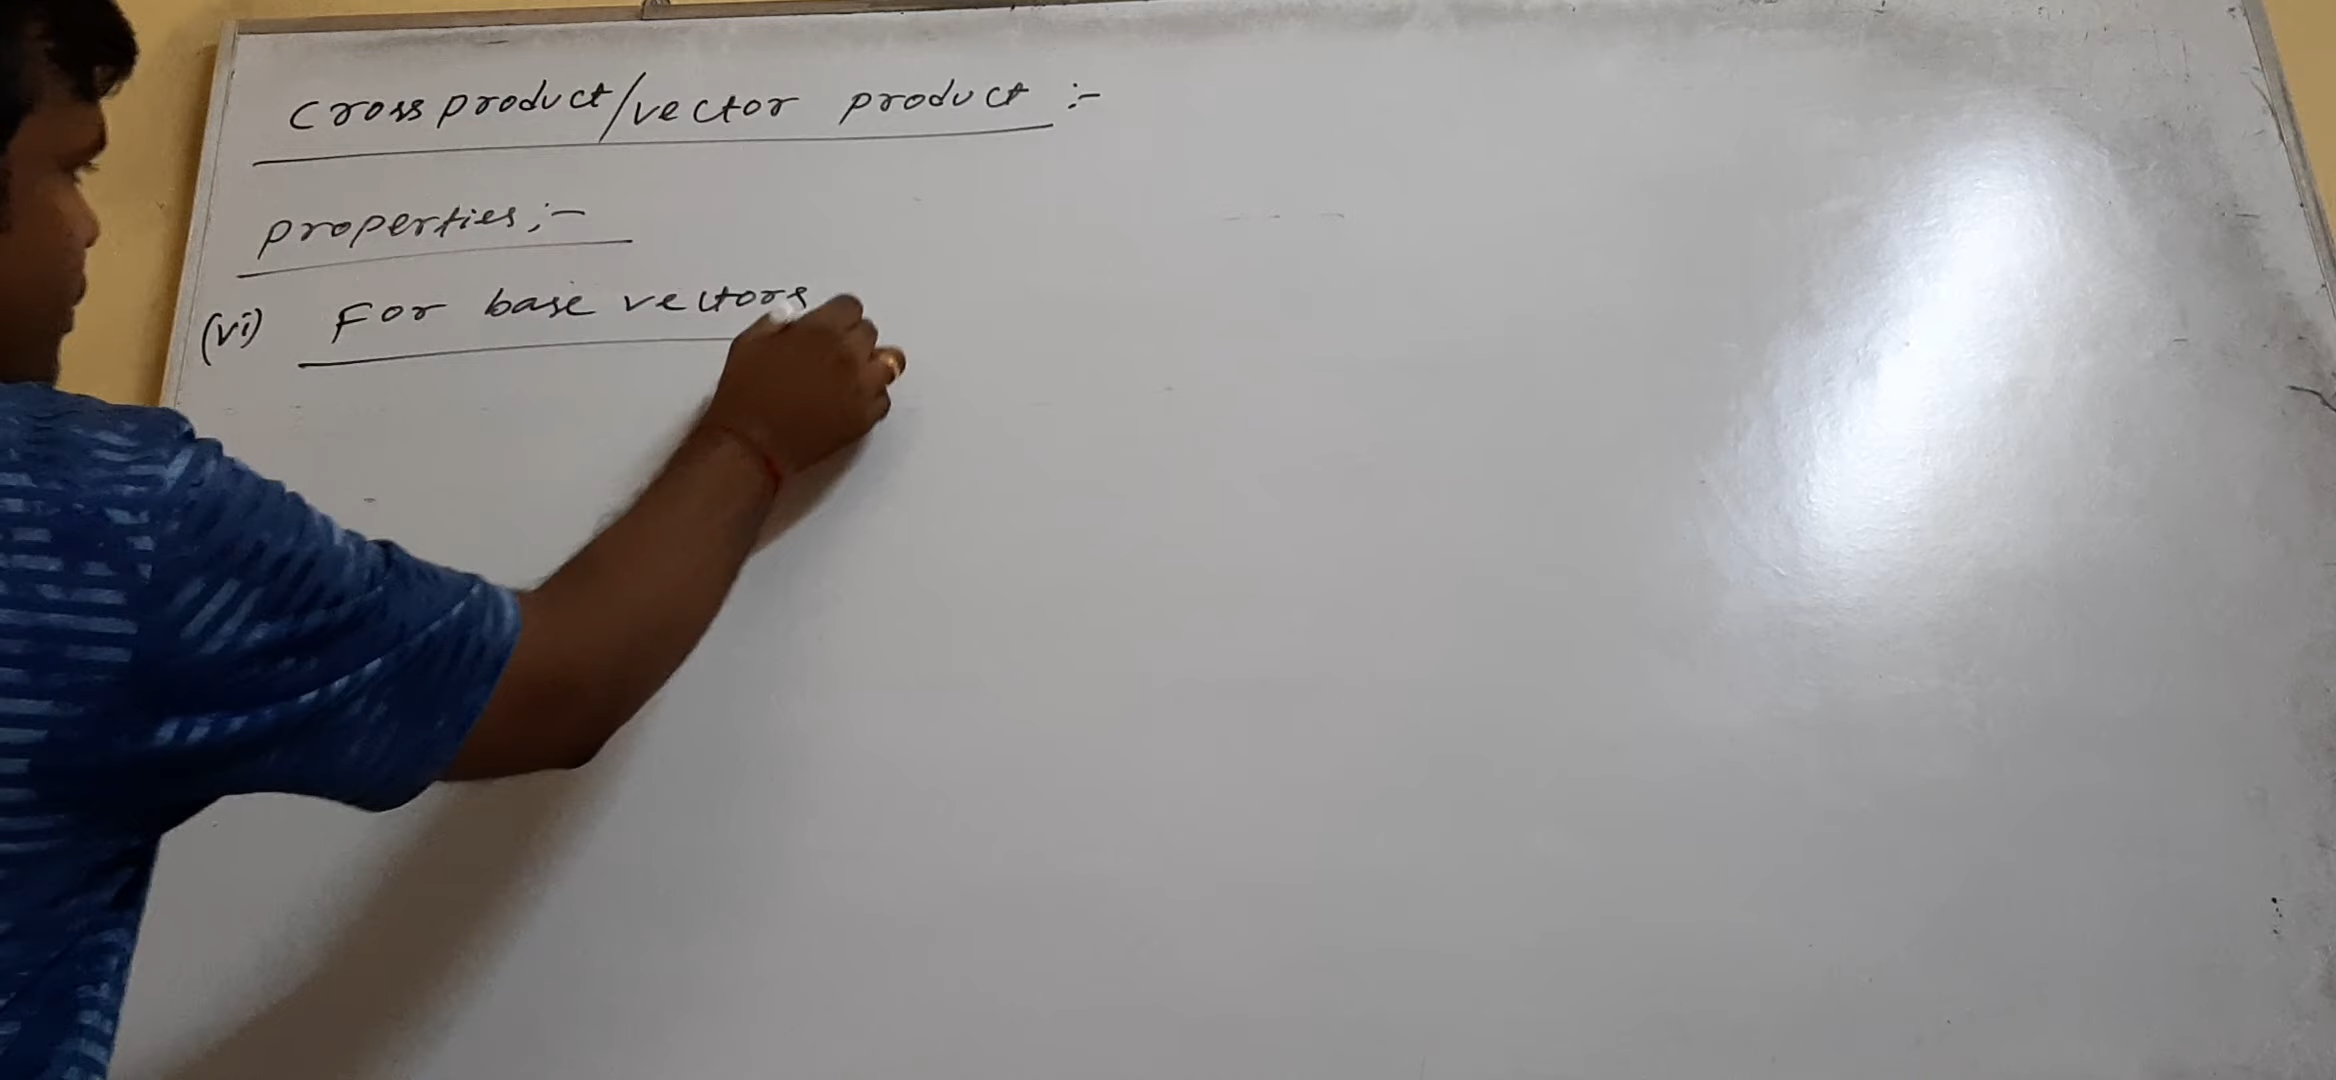 Cross product/vector product :-
properties:-
(vi) For base vectors